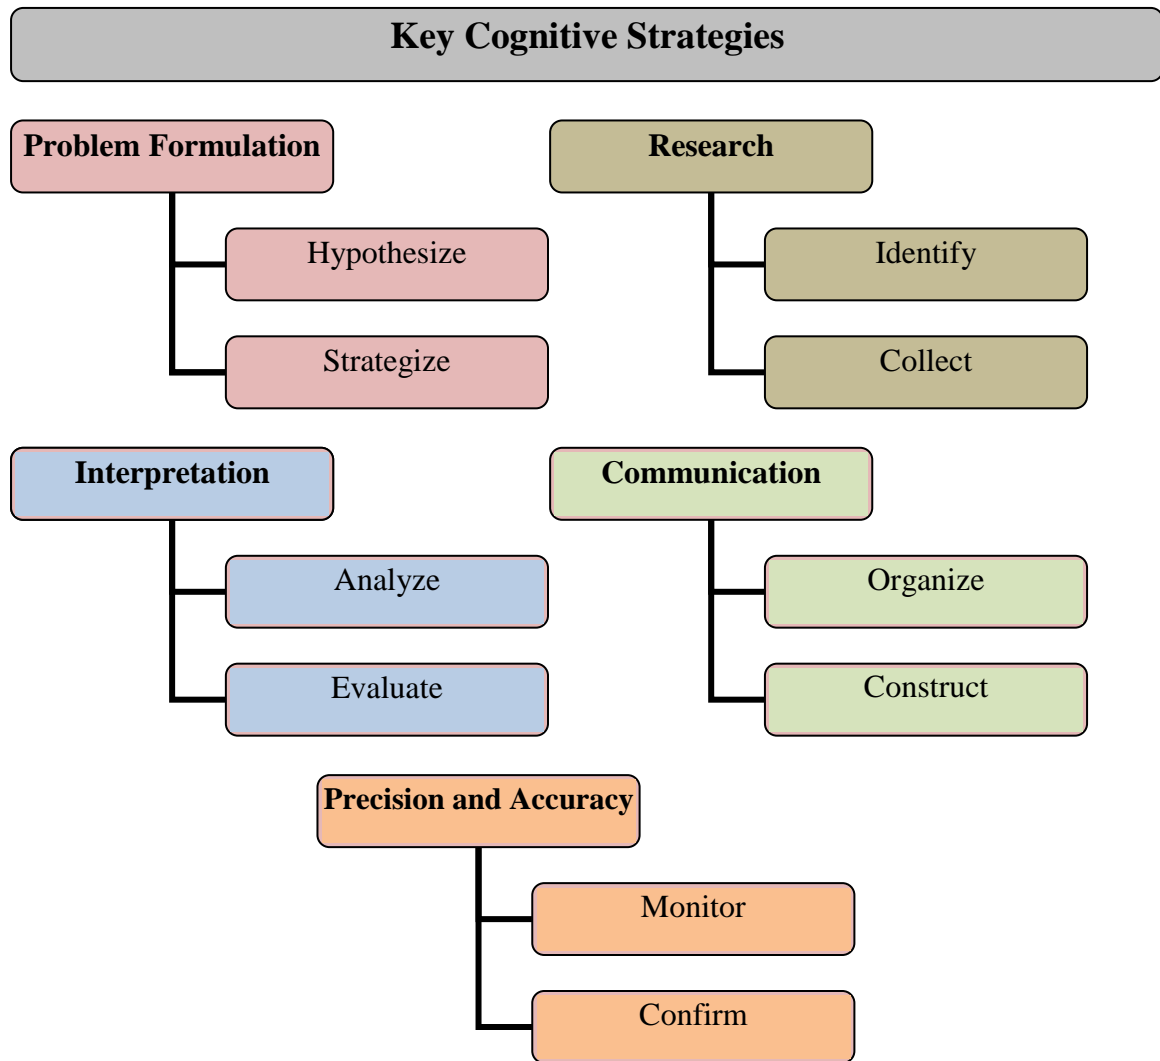 Key Cognitive Strategies
Problem Formulation
Hypothesize
Strategize
Research
Identify
Collect
Interpretation
Analyze
Evaluate
Communication
Organize
Construct
Precision and Accuracy
Monitor
Confirm